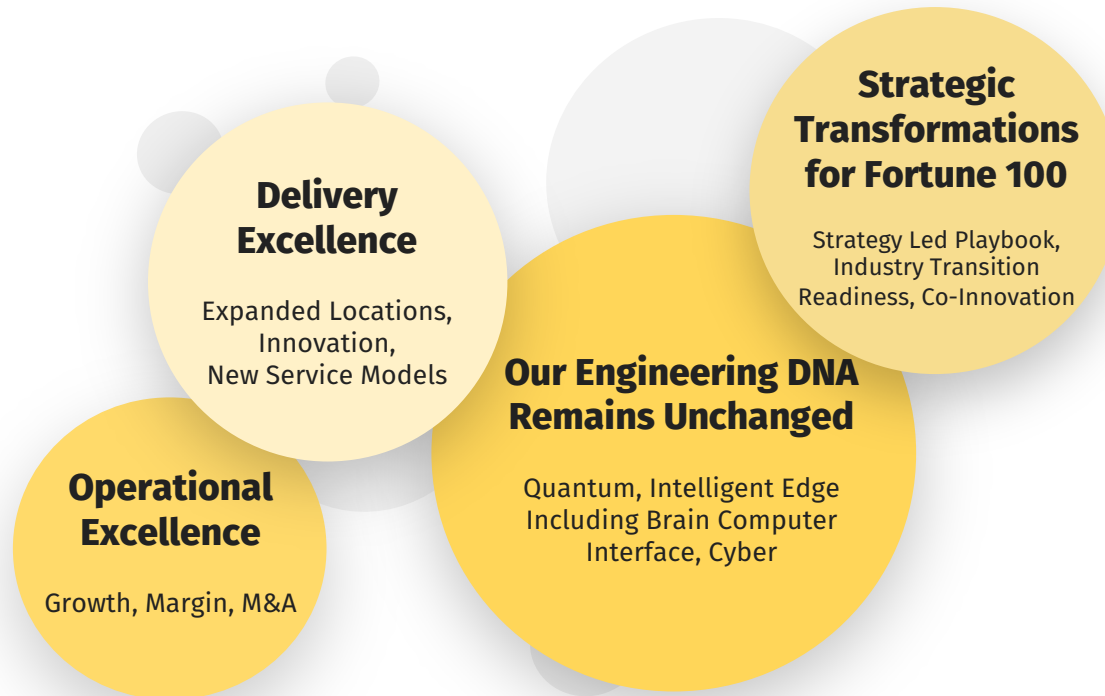 Operational
Excellence
Growth, Margin, M&A
Delivery
Excellence
Expanded Locations,
Innovation,
New Service Models
Our Engineering DNA
Remains Unchanged
Quantum, Intelligent Edge
Including Brain Computer
Interface, Cyber
Strategic
Transformations
for Fortune 100
Strategy Led Playbook,
Industry Transition
Readiness, Co-Innovation